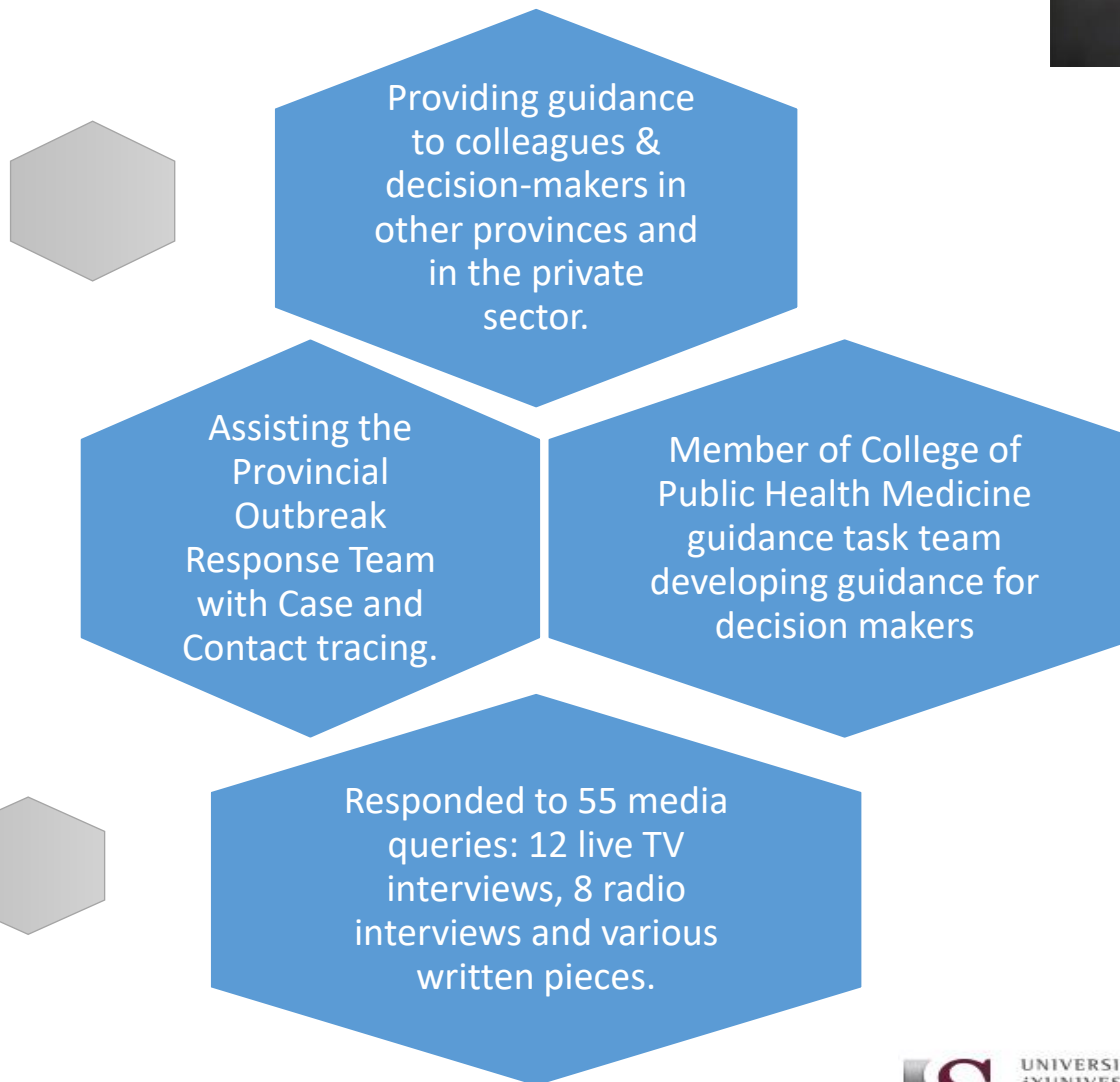 Providing guidance
to colleagues &
decision-makers in
other provinces and
in the private
sector.
Assisting the
Provincial
Outbreak
Response Team
with Case and
Contact tracing.
Member of College of
Public Health Medicine
guidance task team
developing guidance for
decision makers
Responded to 55 media
queries: 12 live TV
interviews, 8 radio
interviews and various
written pieces.